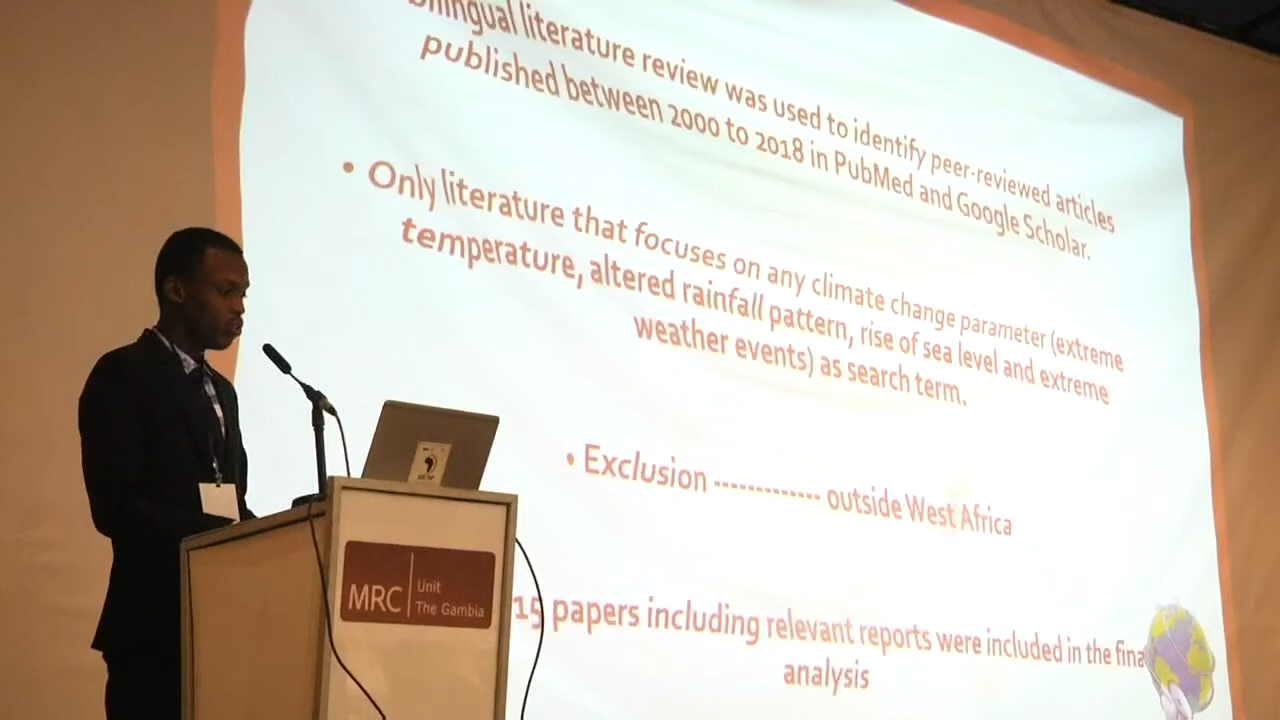 bilingual literature review was used to identify peer-reviewed articles
published between 2000 to 2018 in PubMed and Google Scholar.
• Only literature that focuses on any climate change parameter (extreme
temperature, altered rainfall pattern, rise of sea level and extreme
weather events) as search term.
• Exclusion ------------- outside West Africa
15 papers including relevant reports were included in the fina
analysis
MRC
Unit
The Gambia